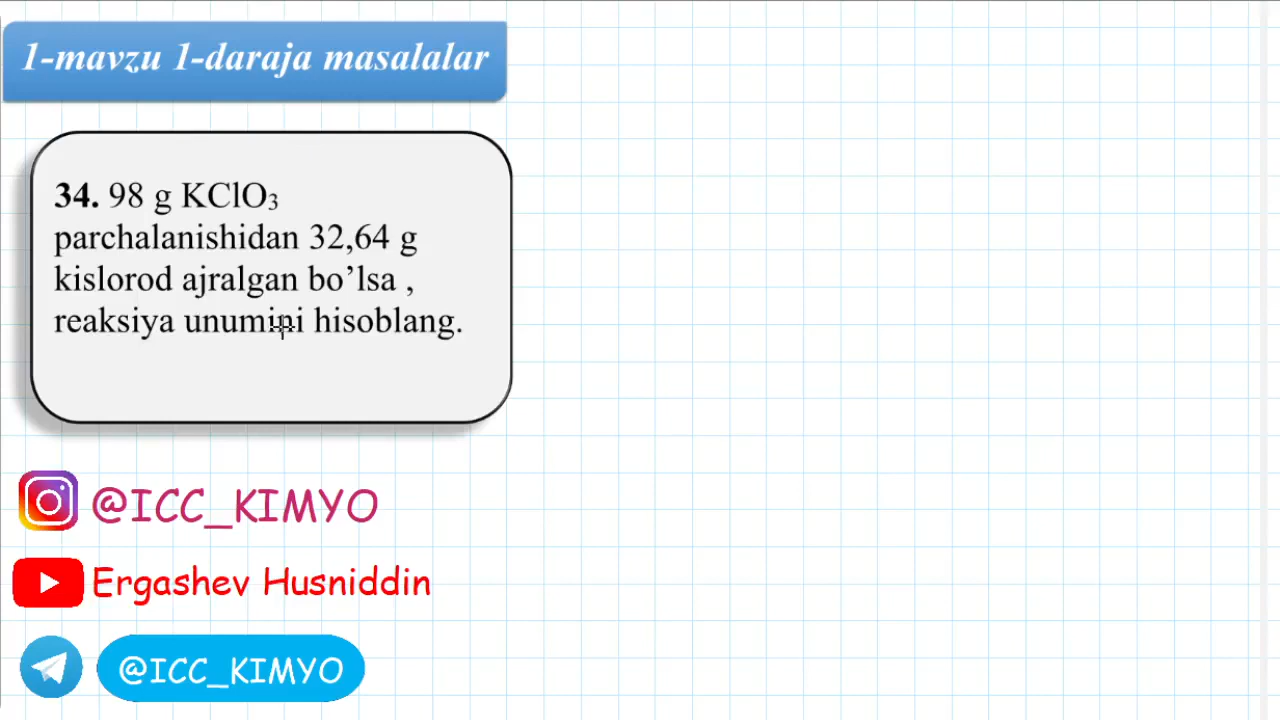 1-mavzu 1-daraja masalalar
34. 98 g KClO₃
parchalanishidan 32,64 g
kislorod ajralgan bo’lsa ,
reaksiya unumini hisoblang.
@ICC_KIMYO
Ergashev Husniddin
@ICC_KIMYO